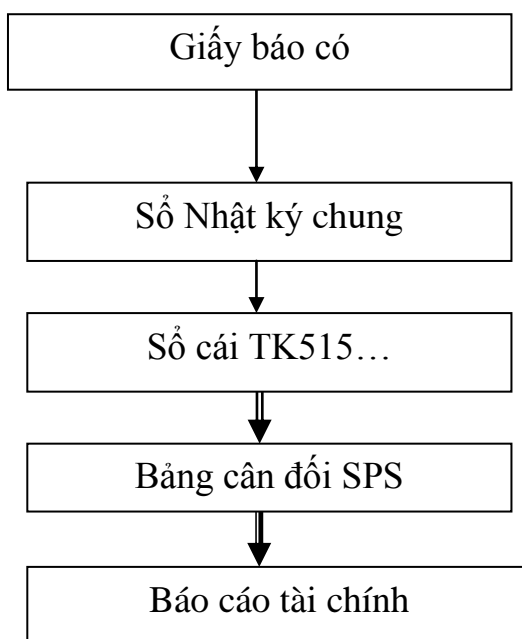 Giấy báo có
Sổ Nhật ký chung
Sổ cái TK515…
Bảng cân đối SPS
Báo cáo tài chính